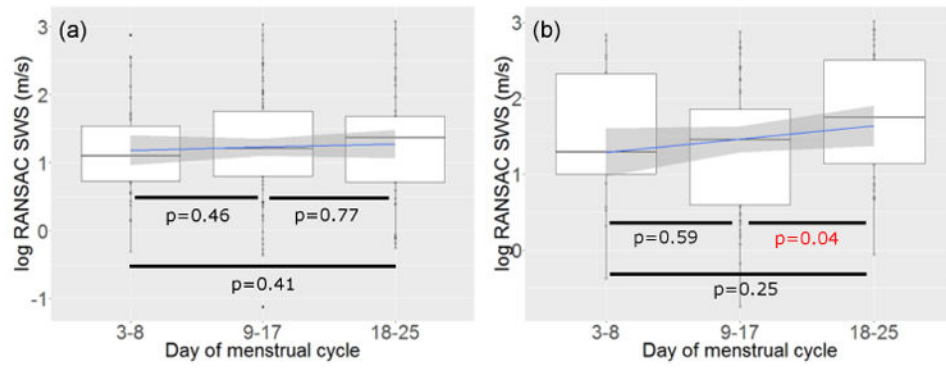 (a)
log RANSAC SWS (m/s)
3
2
1
0
-1
p=0.46
p=0.77
p=0.41
3-8
9-17
18-25
Day of menstrual cycle
(b)
log RANSAC SWS (m/s)
3
2
1
0
p=0.59
p=0.04
p=0.25
3-8
9-17
18-25
Day of menstrual cycle